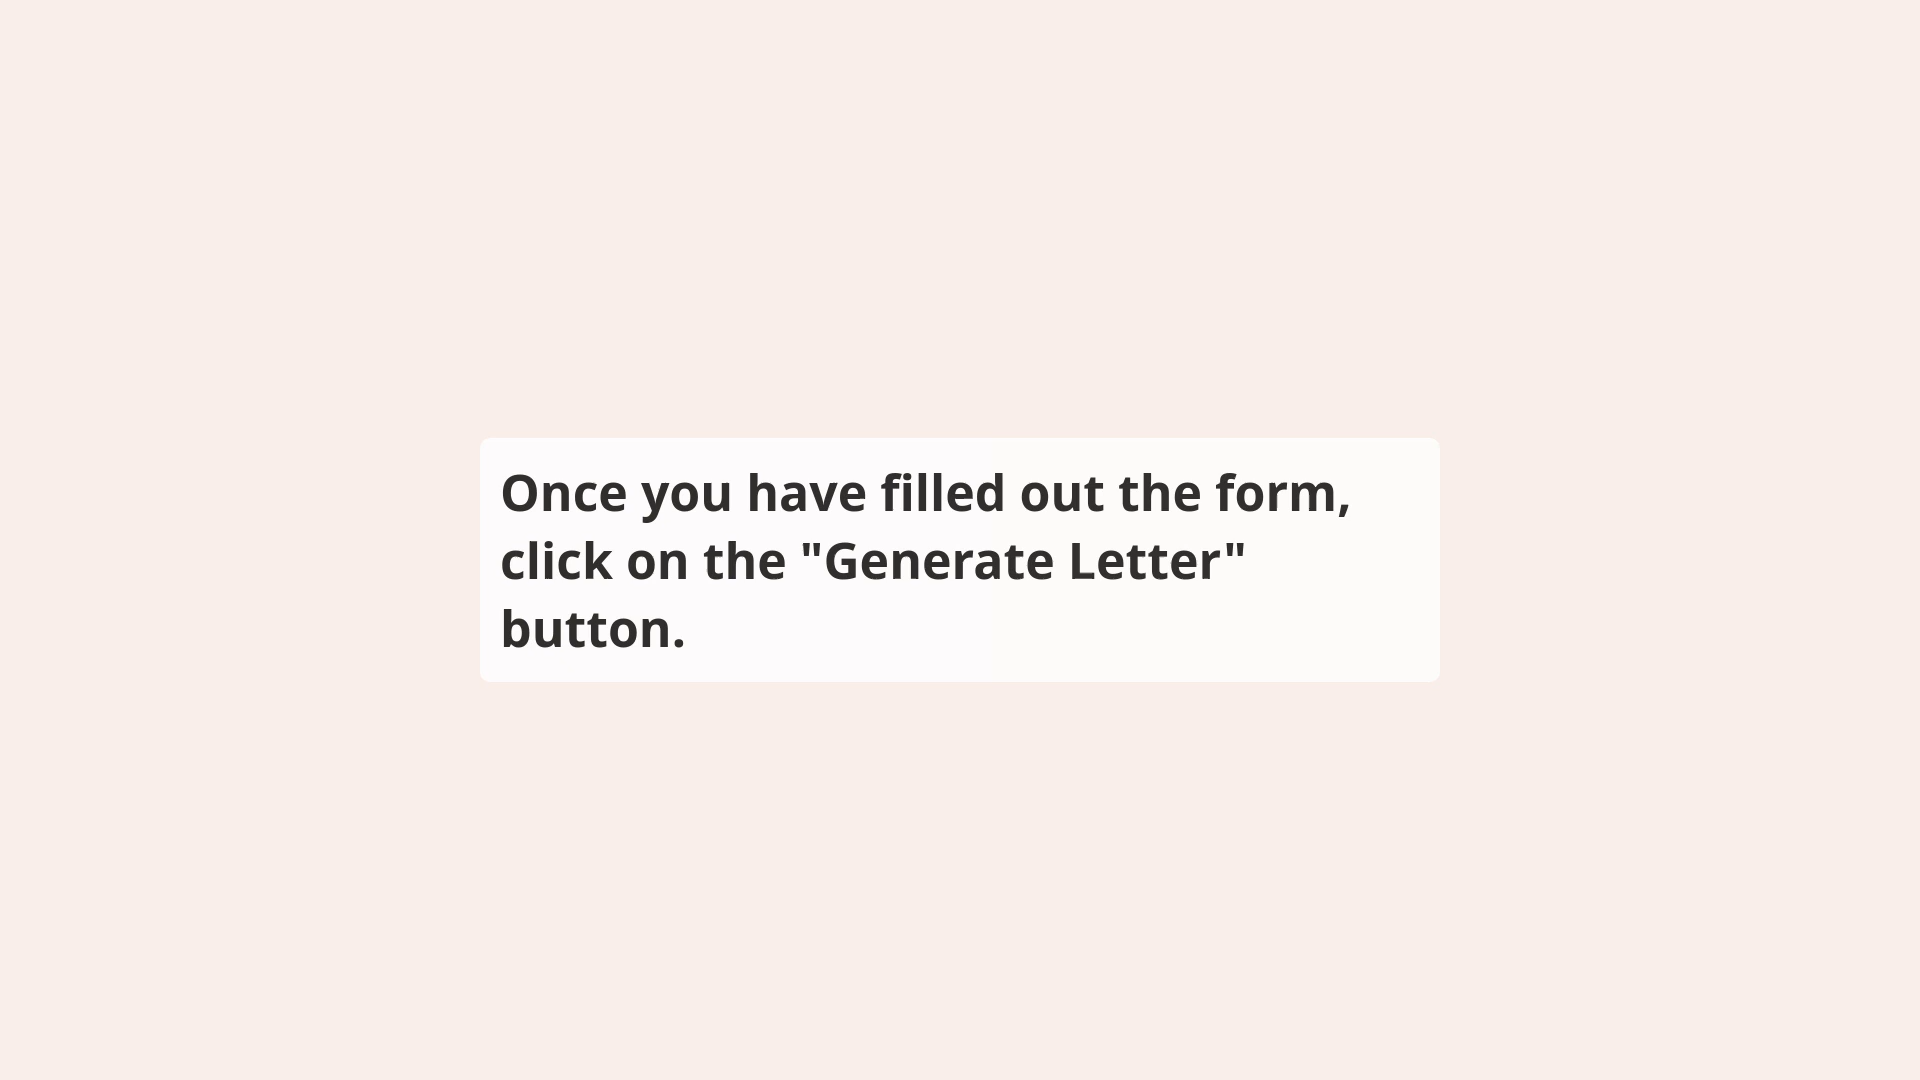 Once you have filled out the form,
click on the "Generate Letter"
button.